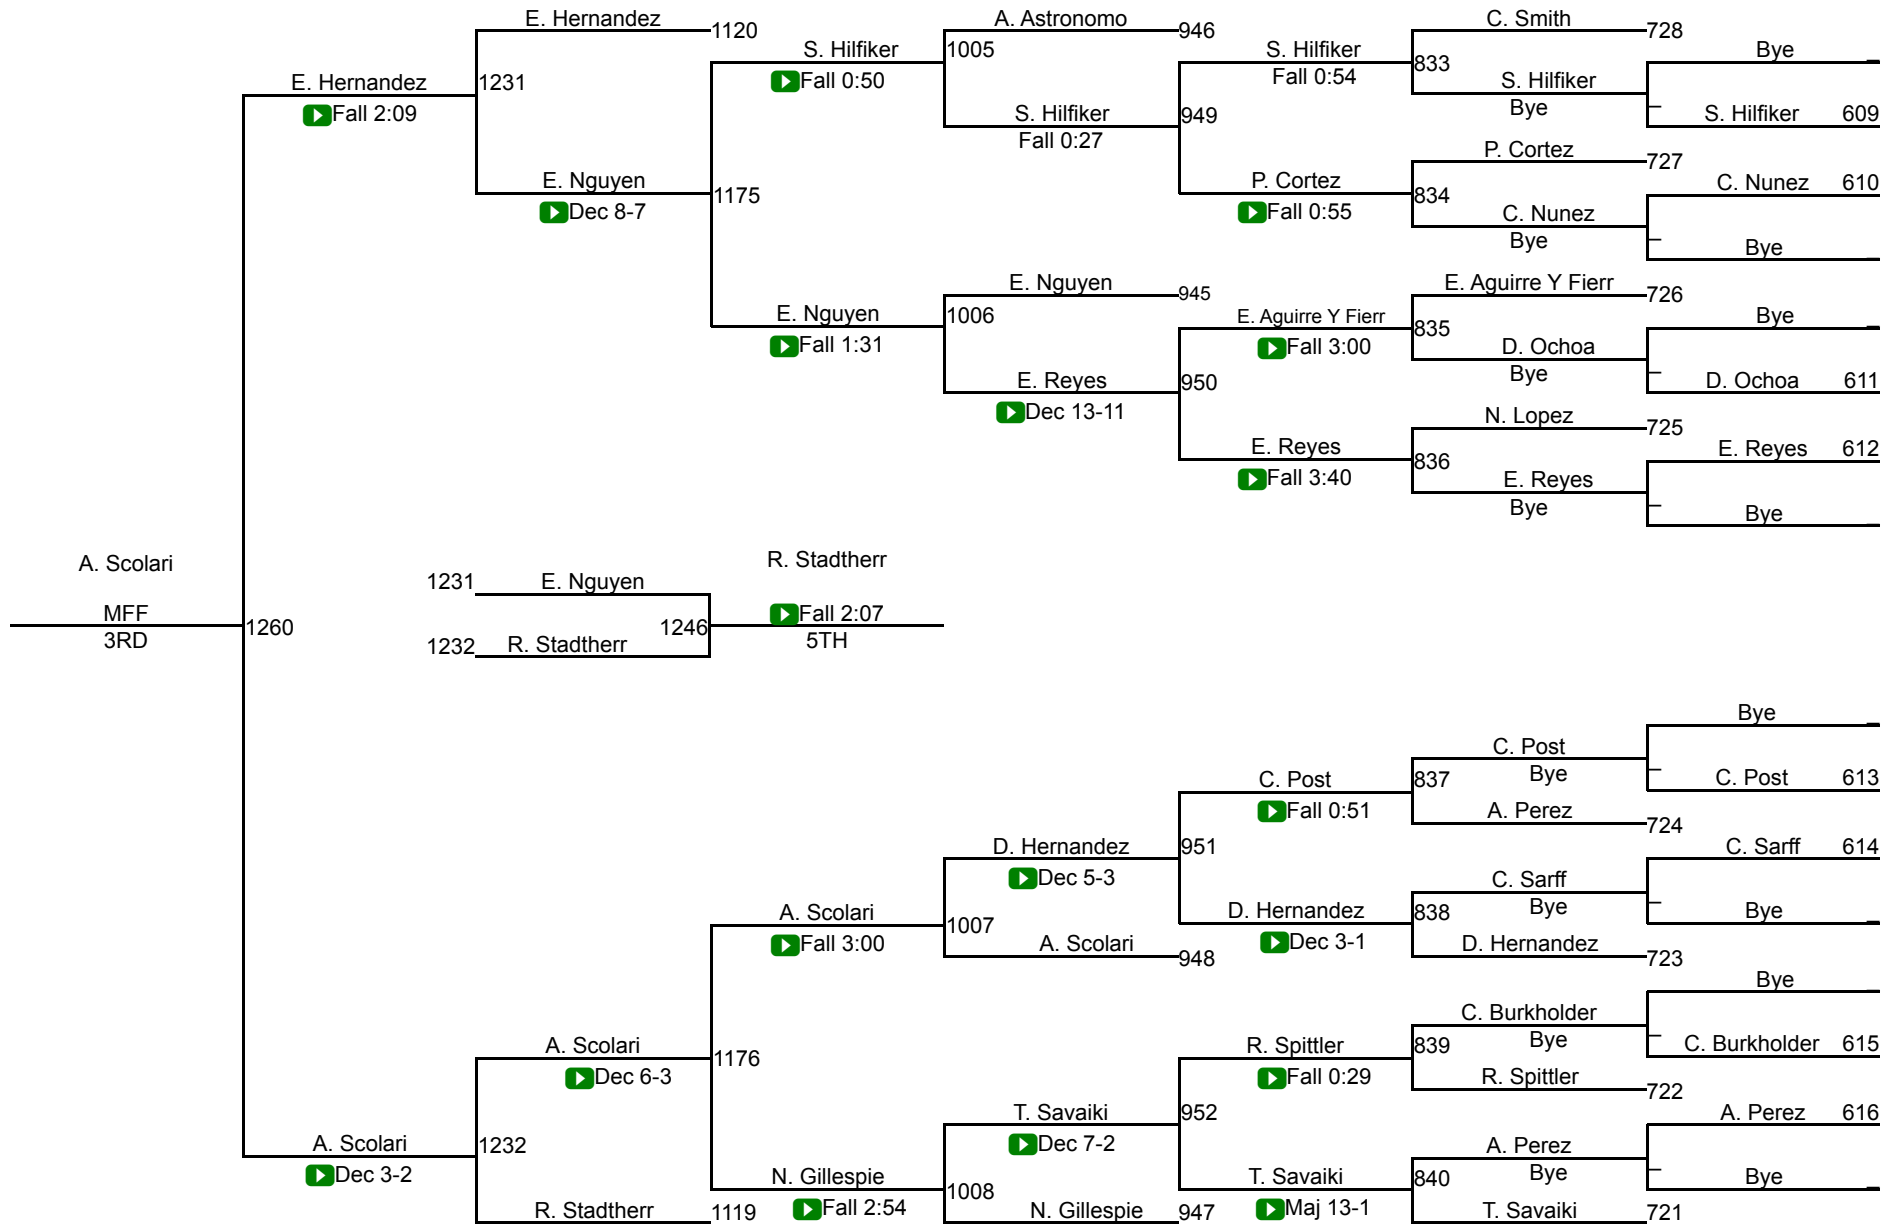 E. Hernandez
1120
A. Astronomo
946
C. Smith
728
S. Hilfiker
Fall 0:50
1005
S. Hilfiker
Fall 0:54
833
Bye
E. Hernandez
Fall 2:09
1231
S. Hilfiker
Bye
S. Hilfiker 609
S. Hilfiker
Fall 0:27
949
P. Cortez
727
E. Nguyen
Dec 8-7
1175
P. Cortez
Fall 0:55
834
C. Nunez 610
C. Nunez
Bye
Bye
E. Nguyen
945
E. Aguirre Y Fierr
726
E. Nguyen
Fall 1:31
1006
E. Aguirre Y Fierr
Fall 3:00
835
Bye
D. Ochoa
Bye
D. Ochoa 611
E. Reyes
Dec 13-11
950
N. Lopez
725
E. Reyes
Fall 3:40
836
E. Reyes 612
E. Reyes
Bye
Bye
A. Scolari
MFF
3RD
1260
1231 E. Nguyen
1232 R. Stadtherr
1246
R. Stadtherr
Fall 2:07
5TH
Bye
C. Post
Bye
C. Post 613
C. Post
Fall 0:51
837
A. Perez
724
D. Hernandez
Dec 5-3
951
C. Sarff 614
C. Sarff
Bye
Bye
A. Scolari
Fall 3:00
1007
D. Hernandez
Dec 3-1
838
A. Scolari
948
D. Hernandez
723
Bye
C. Burkholder
Bye
C. Burkholder 615
A. Scolari
Dec 6-3
1176
R. Spittler
Fall 0:29
839
R. Spittler
722
T. Savaiki
Dec 7-2
952
A. Perez 616
A. Scolari
Dec 3-2
1232
A. Perez
Bye
Bye
N. Gillespie
Fall 2:54
1008
T. Savaiki
Maj 13-1
840
R. Stadtherr
1119
N. Gillespie
947
T. Savaiki
721